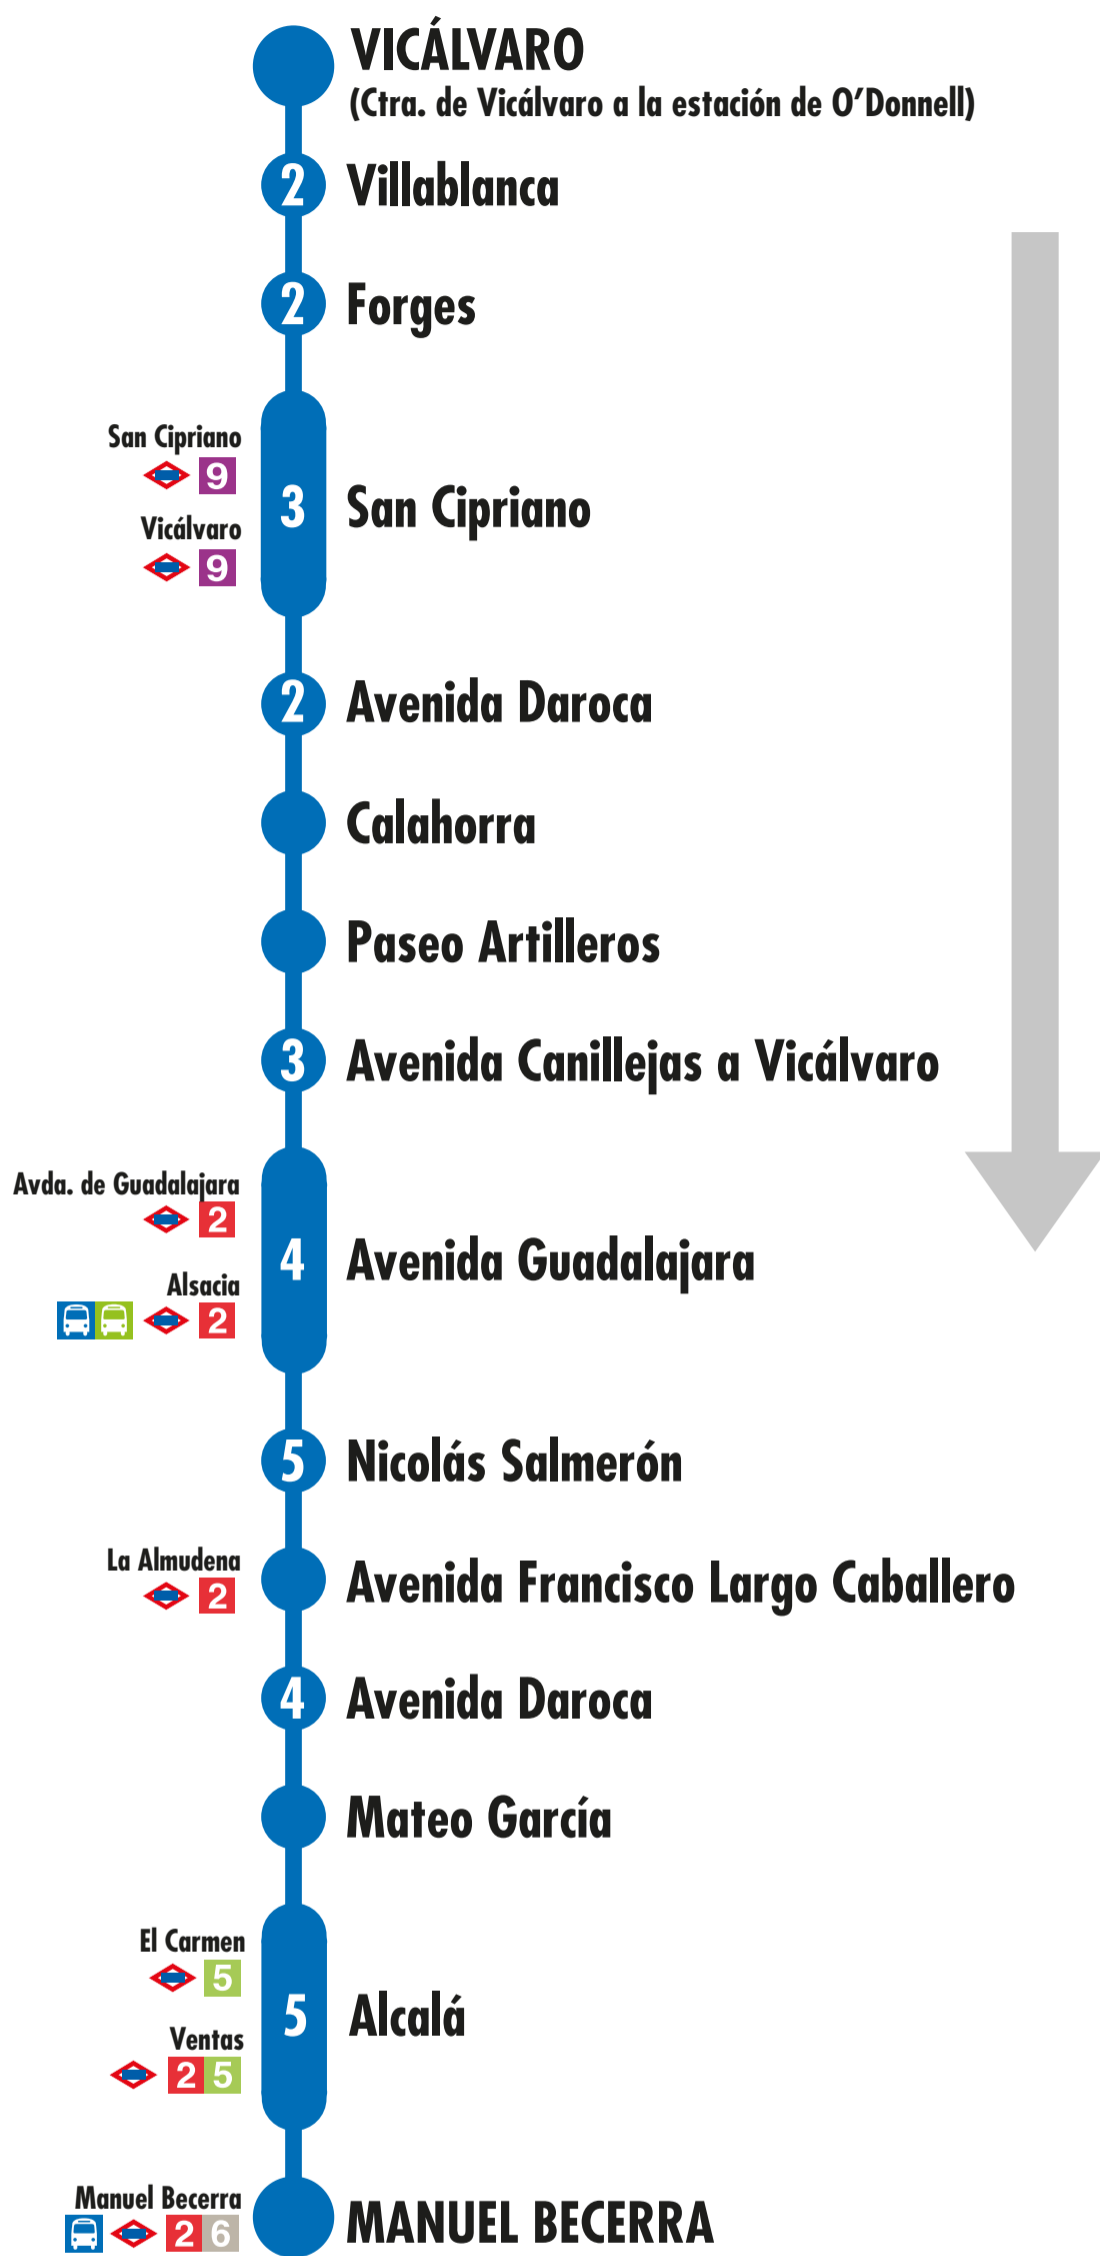 VICÁLVARO
(Ctra. de Vicálvaro a la estación de O'Donnell)
2 Villablanca
2 Forges
San Cipriano
9
Vicálvaro
9
3 San Cipriano
2 Avenida Daroca
Calahorra
Paseo Artilleros
3 Avenida Canillejas a Vicálvaro
Avda. de Guadalajara
2
Alsacia
2
4 Avenida Guadalajara
5 Nicolás Salmerón
La Almudena
2
Avenida Francisco Largo Caballero
4 Avenida Daroca
Mateo García
El Carmen
5
Ventas
2 5
5 Alcalá
Manuel Becerra
2 6
MANUEL BECERRA